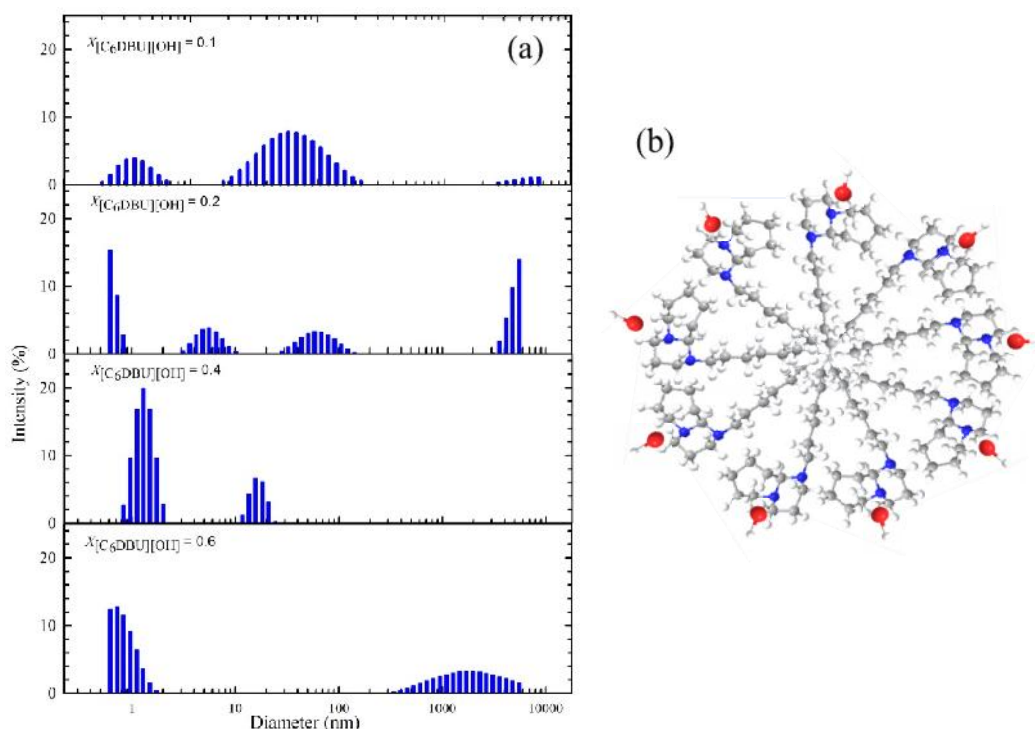 X[C6DBU][OH] = 0.1
(a)
20
10
0
X[C6DBU][OH] = 0.2
20
10
0
X[C6DBU][OH] = 0.4
20
10
0
X[C6DBU][OH] = 0.6
20
10
0
Intensity (%)
1
10
100
1000
10000
Diameter (nm)
(b)